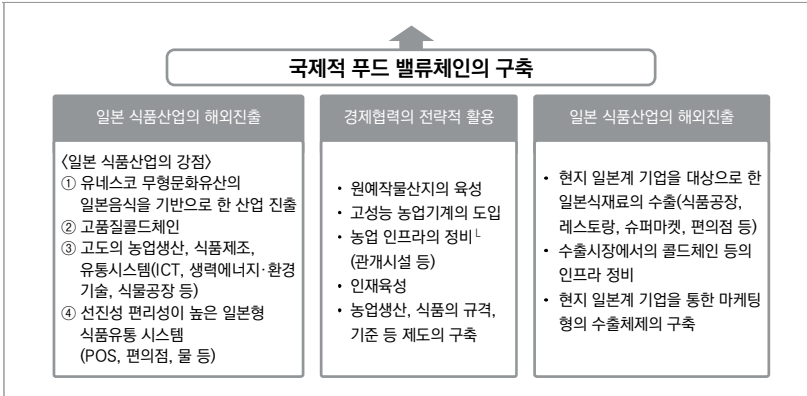 국제적 푸드 밸류체인의 구축
일본 식품산업의 해외진출
〈일본 식품산업의 강점〉
① 유네스코 무형문화유산의
일본음식을 기반으로 한 산업 진출
② 고품질콜드체인
③ 고도의 농업생산, 식품제조,
유통시스템(ICT, 생력에너지·환경
기술, 식물공장 등)
④ 선진성 편리성이 높은 일본형
식품유통 시스템
(POS, 편의점, 물 등)
경제협력의 전략적 활용
• 원예작물산지의 육성
• 고성능 농업기계의 도입
• 농업 인프라의 정비ᄂ
(관개시설 등)
• 인재육성
• 농업생산, 식품의 규격,
기준 등 제도의 구축
일본 식품산업의 해외진출
• 현지 일본계 기업을 대상으로 한
일본식재료의 수출(식품공장,
레스토랑, 슈퍼마켓, 편의점 등)
• 수출시장에서의 콜드체인 등의
인프라 정비
• 현지 일본계 기업을 통한 마케팅
형의 수출체제의 구축